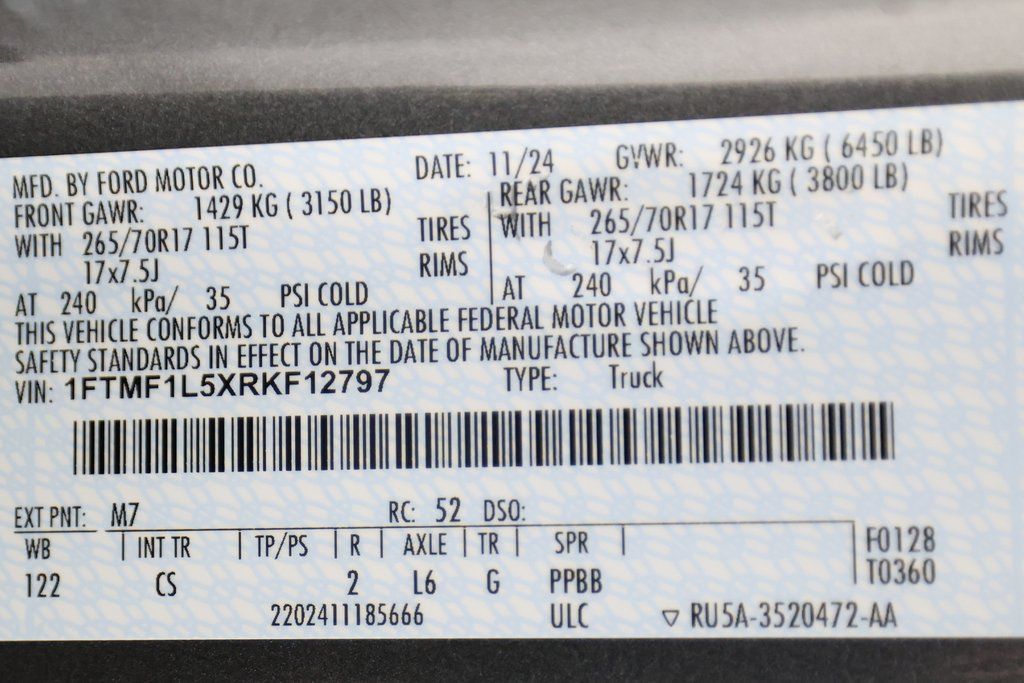 MFD. BY FORD MOTOR CO. DATE: 11/24 GVWR: 2926 KG ( 6450 LB)
FRONT GAWR: 1429 KG ( 3150 LB) REAR GAWR: 1724 KG ( 3800 LB)
WITH 265/70R17 115T TIRES WITH 265/70R17 115T TIRES
17x7.5J RIMS 17x7.5J RIMS
AT 240 kPa/ 35 PSI COLD AT 240 kPa/ 35 PSI COLD
THIS VEHICLE CONFORMS TO ALL APPLICABLE FEDERAL MOTOR VEHICLE
SAFETY STANDARDS IN EFFECT ON THE DATE OF MANUFACTURE SHOWN ABOVE.
VIN: 1FTMF1L5XRKF12797 TYPE: Truck
EXT PNT: M7 RC: 52 DSO:
WB INT TR TP/PS R AXLE TR SPR F0128
122 CS 2 L6 G PPBB T0360
2202411185666 ULC ▽ RU5A-3520472-AA